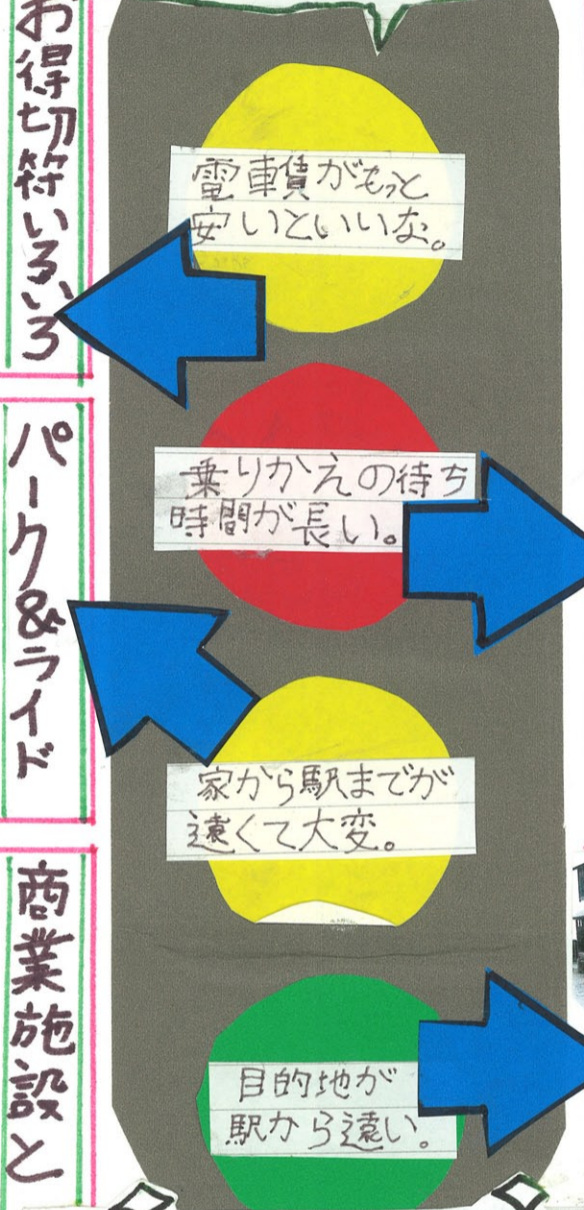 お得切符いろいろ
電車賃がもっと
安いといいな。
乗りかえの待ち
時間が長い。
パーク&ライド
家から駅までが
遠くて大変。
商業施設と
目的地が
駅から遠い。